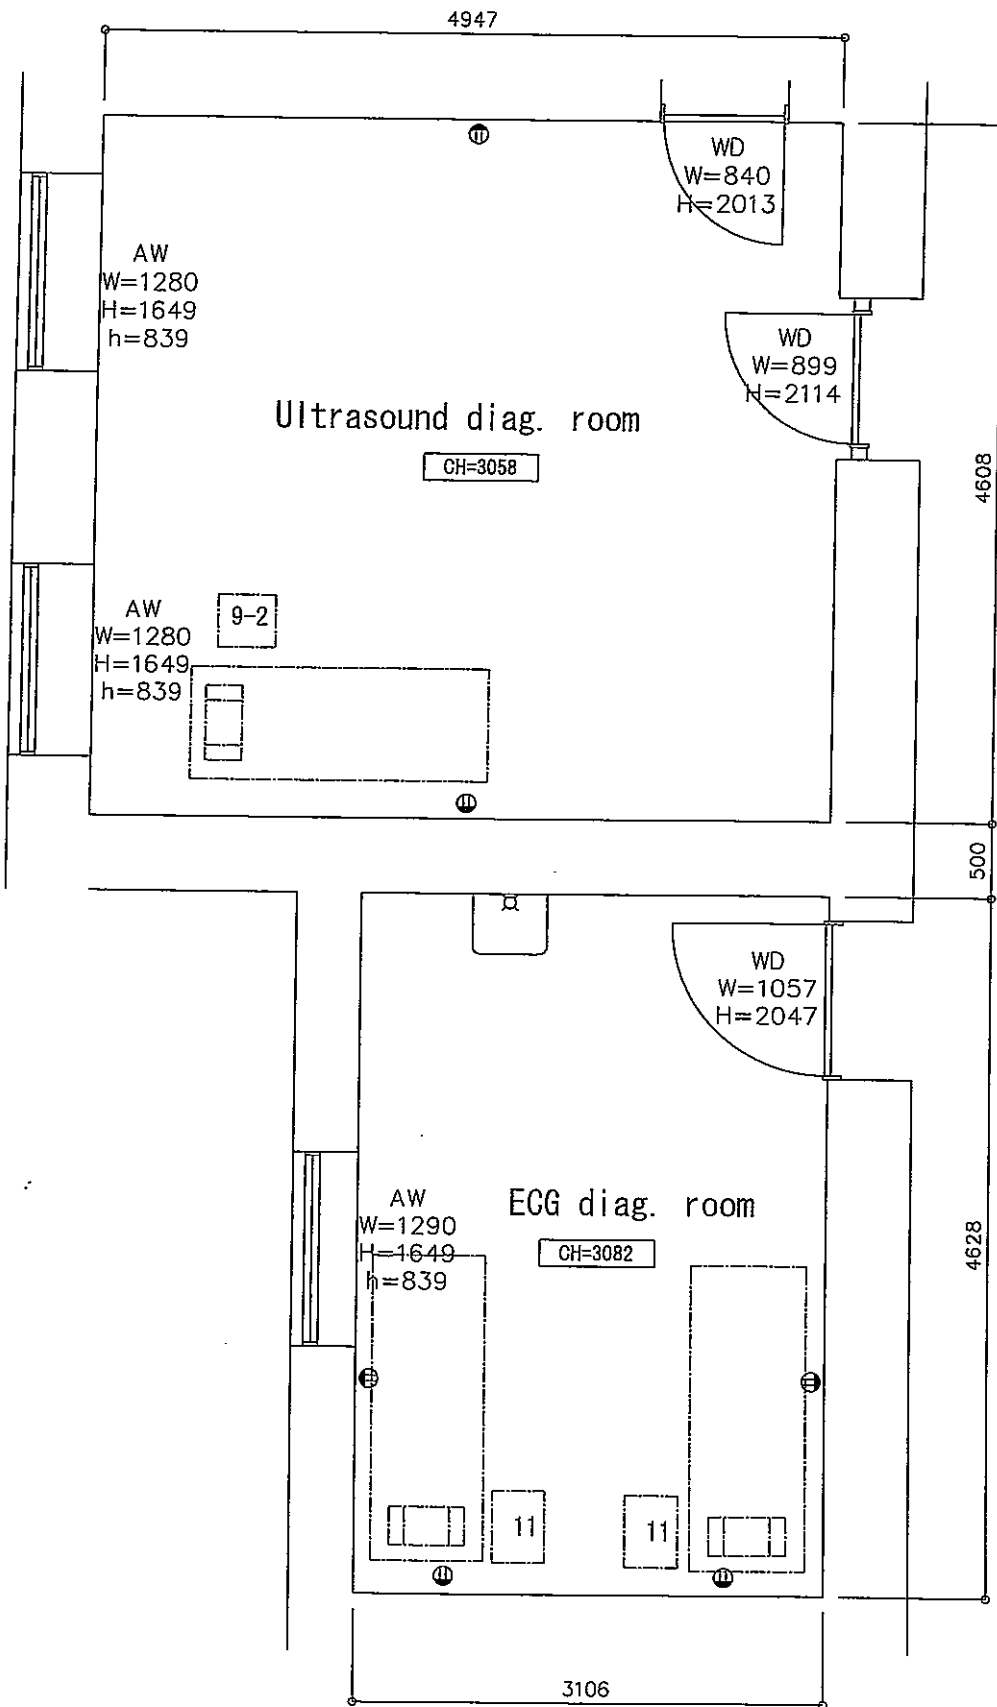 4947
WD
W=840
H=2013
AW
W=1280
H=1649
h=839
WD
W=899
H=2114
Ultrasound diag. room
CH=3058
4608
9-2
AW
W=1280
H=1649
h=839
500
WD
W=1057
H=2047
AW
W=1290
H=1649
h=839
ECG diag. room
CH=3082
4628
11
11
3106